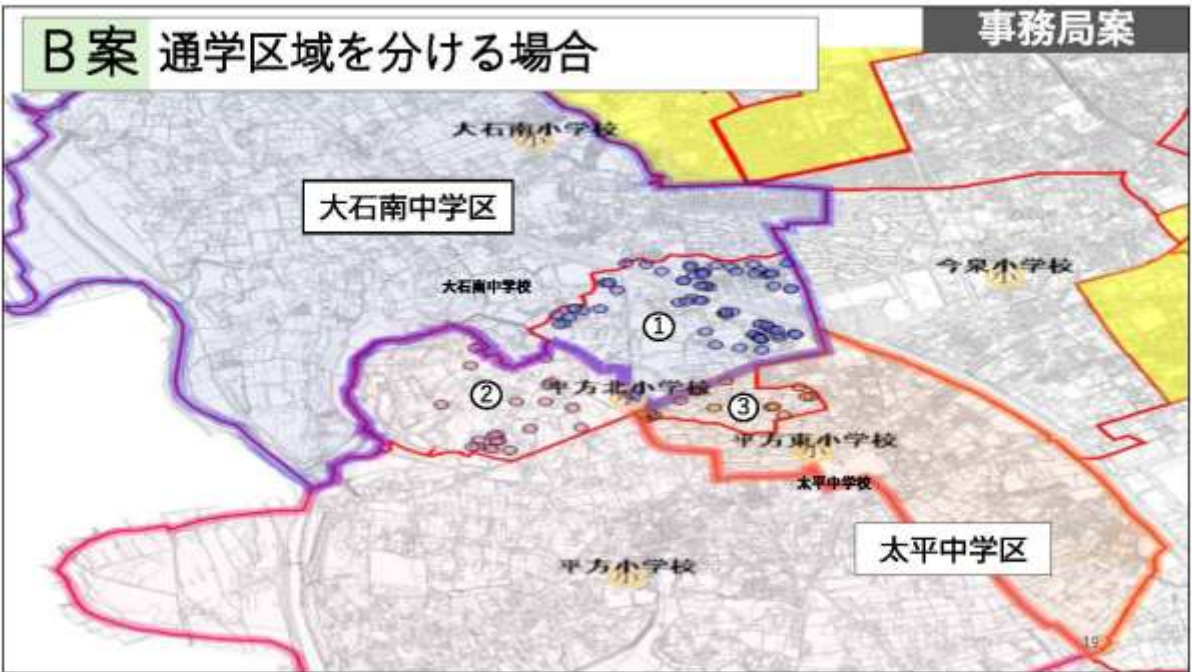 B案 通学区域を分ける場合
事務局案
大石南小学校
大石南中学区
今泉小学校
大石南中学校
①
平方北小学校
②
③
平方東小学校
太平中学校
太平中学区
平方小学校
19